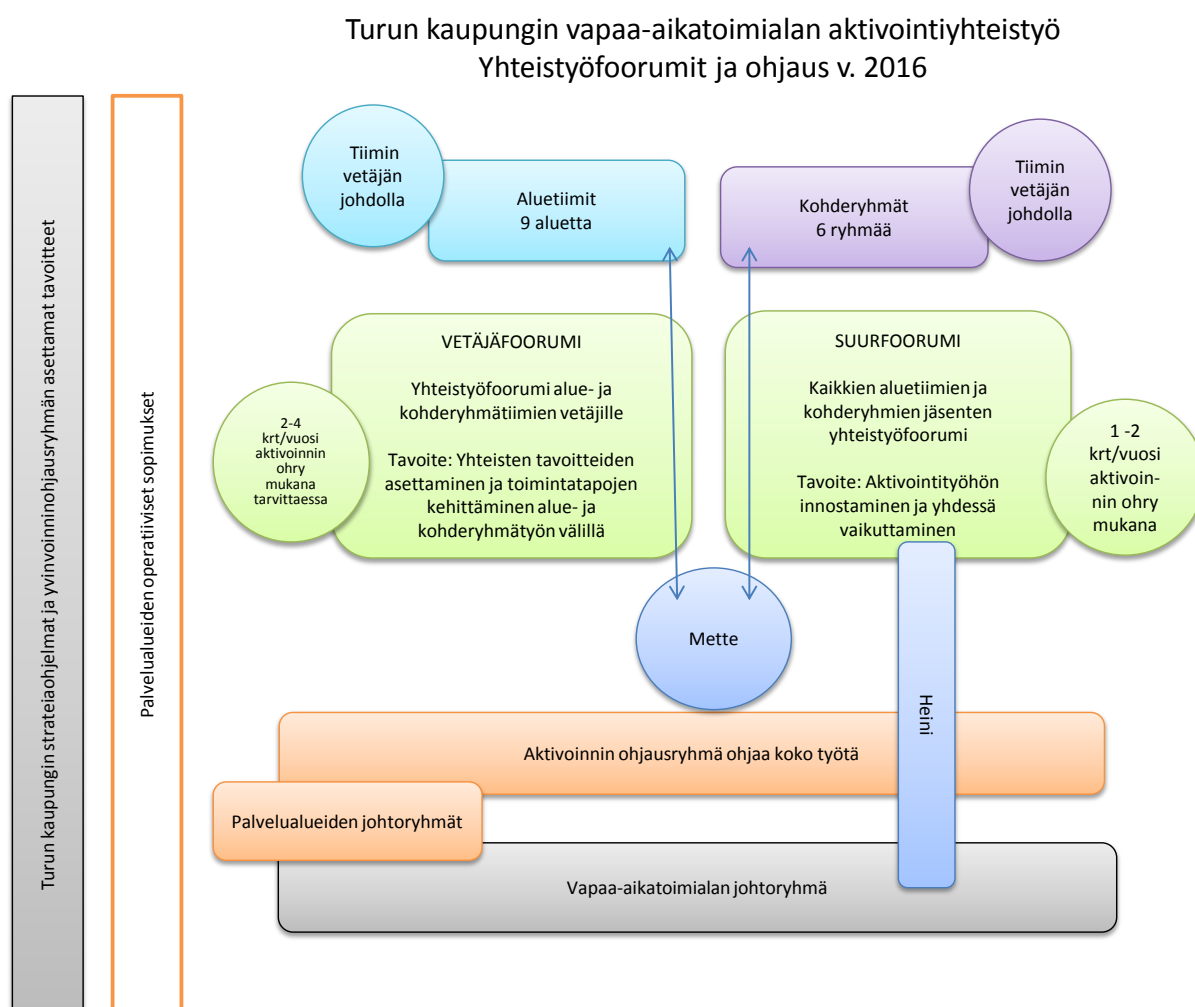 Turun kaupungin vapaa-aikatoimialan aktivointiyhteistyö
Yhteistyöfoorumit ja ohjaus v. 2016
Turun kaupungin strateiaohjelmat ja yvinvoinninohjausryhmän asettamat tavoitteet
Palvelualueiden operatiiviset sopimukset
Tiimin
vetäjän
johdolla
Aluetiimit
9 aluetta
Kohderyhmät
6 ryhmää
Tiimin
vetäjän
johdolla
VETÄJÄFOORUMI
Yhteistyöfoorumi alue- ja
kohderyhmätiimien vetäjille
Tavoite: Yhteisten tavoitteiden
asettaminen ja toimintatapojen
kehittäminen alue- ja
kohderyhmätyön välillä
2-4
krt/vuosi
aktivoinnin
ohry
mukana
tarvittaessa
SUURFOORUMI
Kaikkien aluetiimien ja
kohderyhmien jäsenten
yhteistyöfoorumi
Tavoite: Aktivointityöhön
innostaminen ja yhdessä
vaikuttaminen
1 -2
krt/vuosi
aktivoin-
nin ohry
mukana
Mette
Heini
Aktivoinnin ohjausryhmä ohjaa koko työtä
Palvelualueiden johtoryhmät
Vapaa-aikatoimialan johtoryhmä